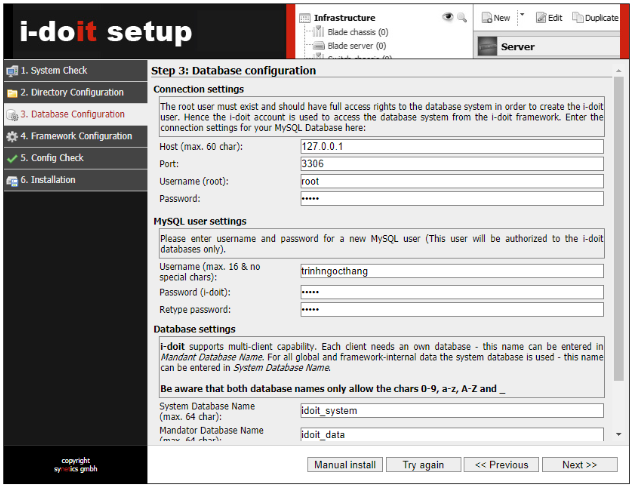 i-doit setup
Infrastructure
Blade chassis (0)
Blade server (0)
Switch chassis (0)
New
Edit
Duplicate
Server
1. System Check
2. Directory Configuration
3. Database Configuration
4. Framework Configuration
5. Config Check
6. Installation
Step 3: Database configuration
Connection settings
The root user must exist and should have full access rights to the database system in order to create the i-doit
user. Hence the i-doit account is used to access the database system from the i-doit framework. Enter the
connection settings for your MySQL Database here:
Host (max. 60 char): 127.0.0.1
Port: 3306
Username (root): root
Password: •••••
MySQL user settings
Please enter username and password for a new MySQL user (This user will be authorized to the i-doit
databases only).
Username (max. 16 & no
special chars): trinhngocthang
Password (i-doit): •••••
Retype password: •••••
Database settings
i-doit supports multi-client capability. Each client needs an own database - this name can be entered in
Mandant Database Name. For all global and framework-internal data the system database is used - this name
can be entered in System Database Name.
Be aware that both database names only allow the chars 0-9, a-z, A-Z and _
System Database Name
(max. 64 char): idoit_system
Mandator Database Name
(max. 64 char): idoit_data
copyright
synetics gmbh
Manual install
Try again
<< Previous
Next >>